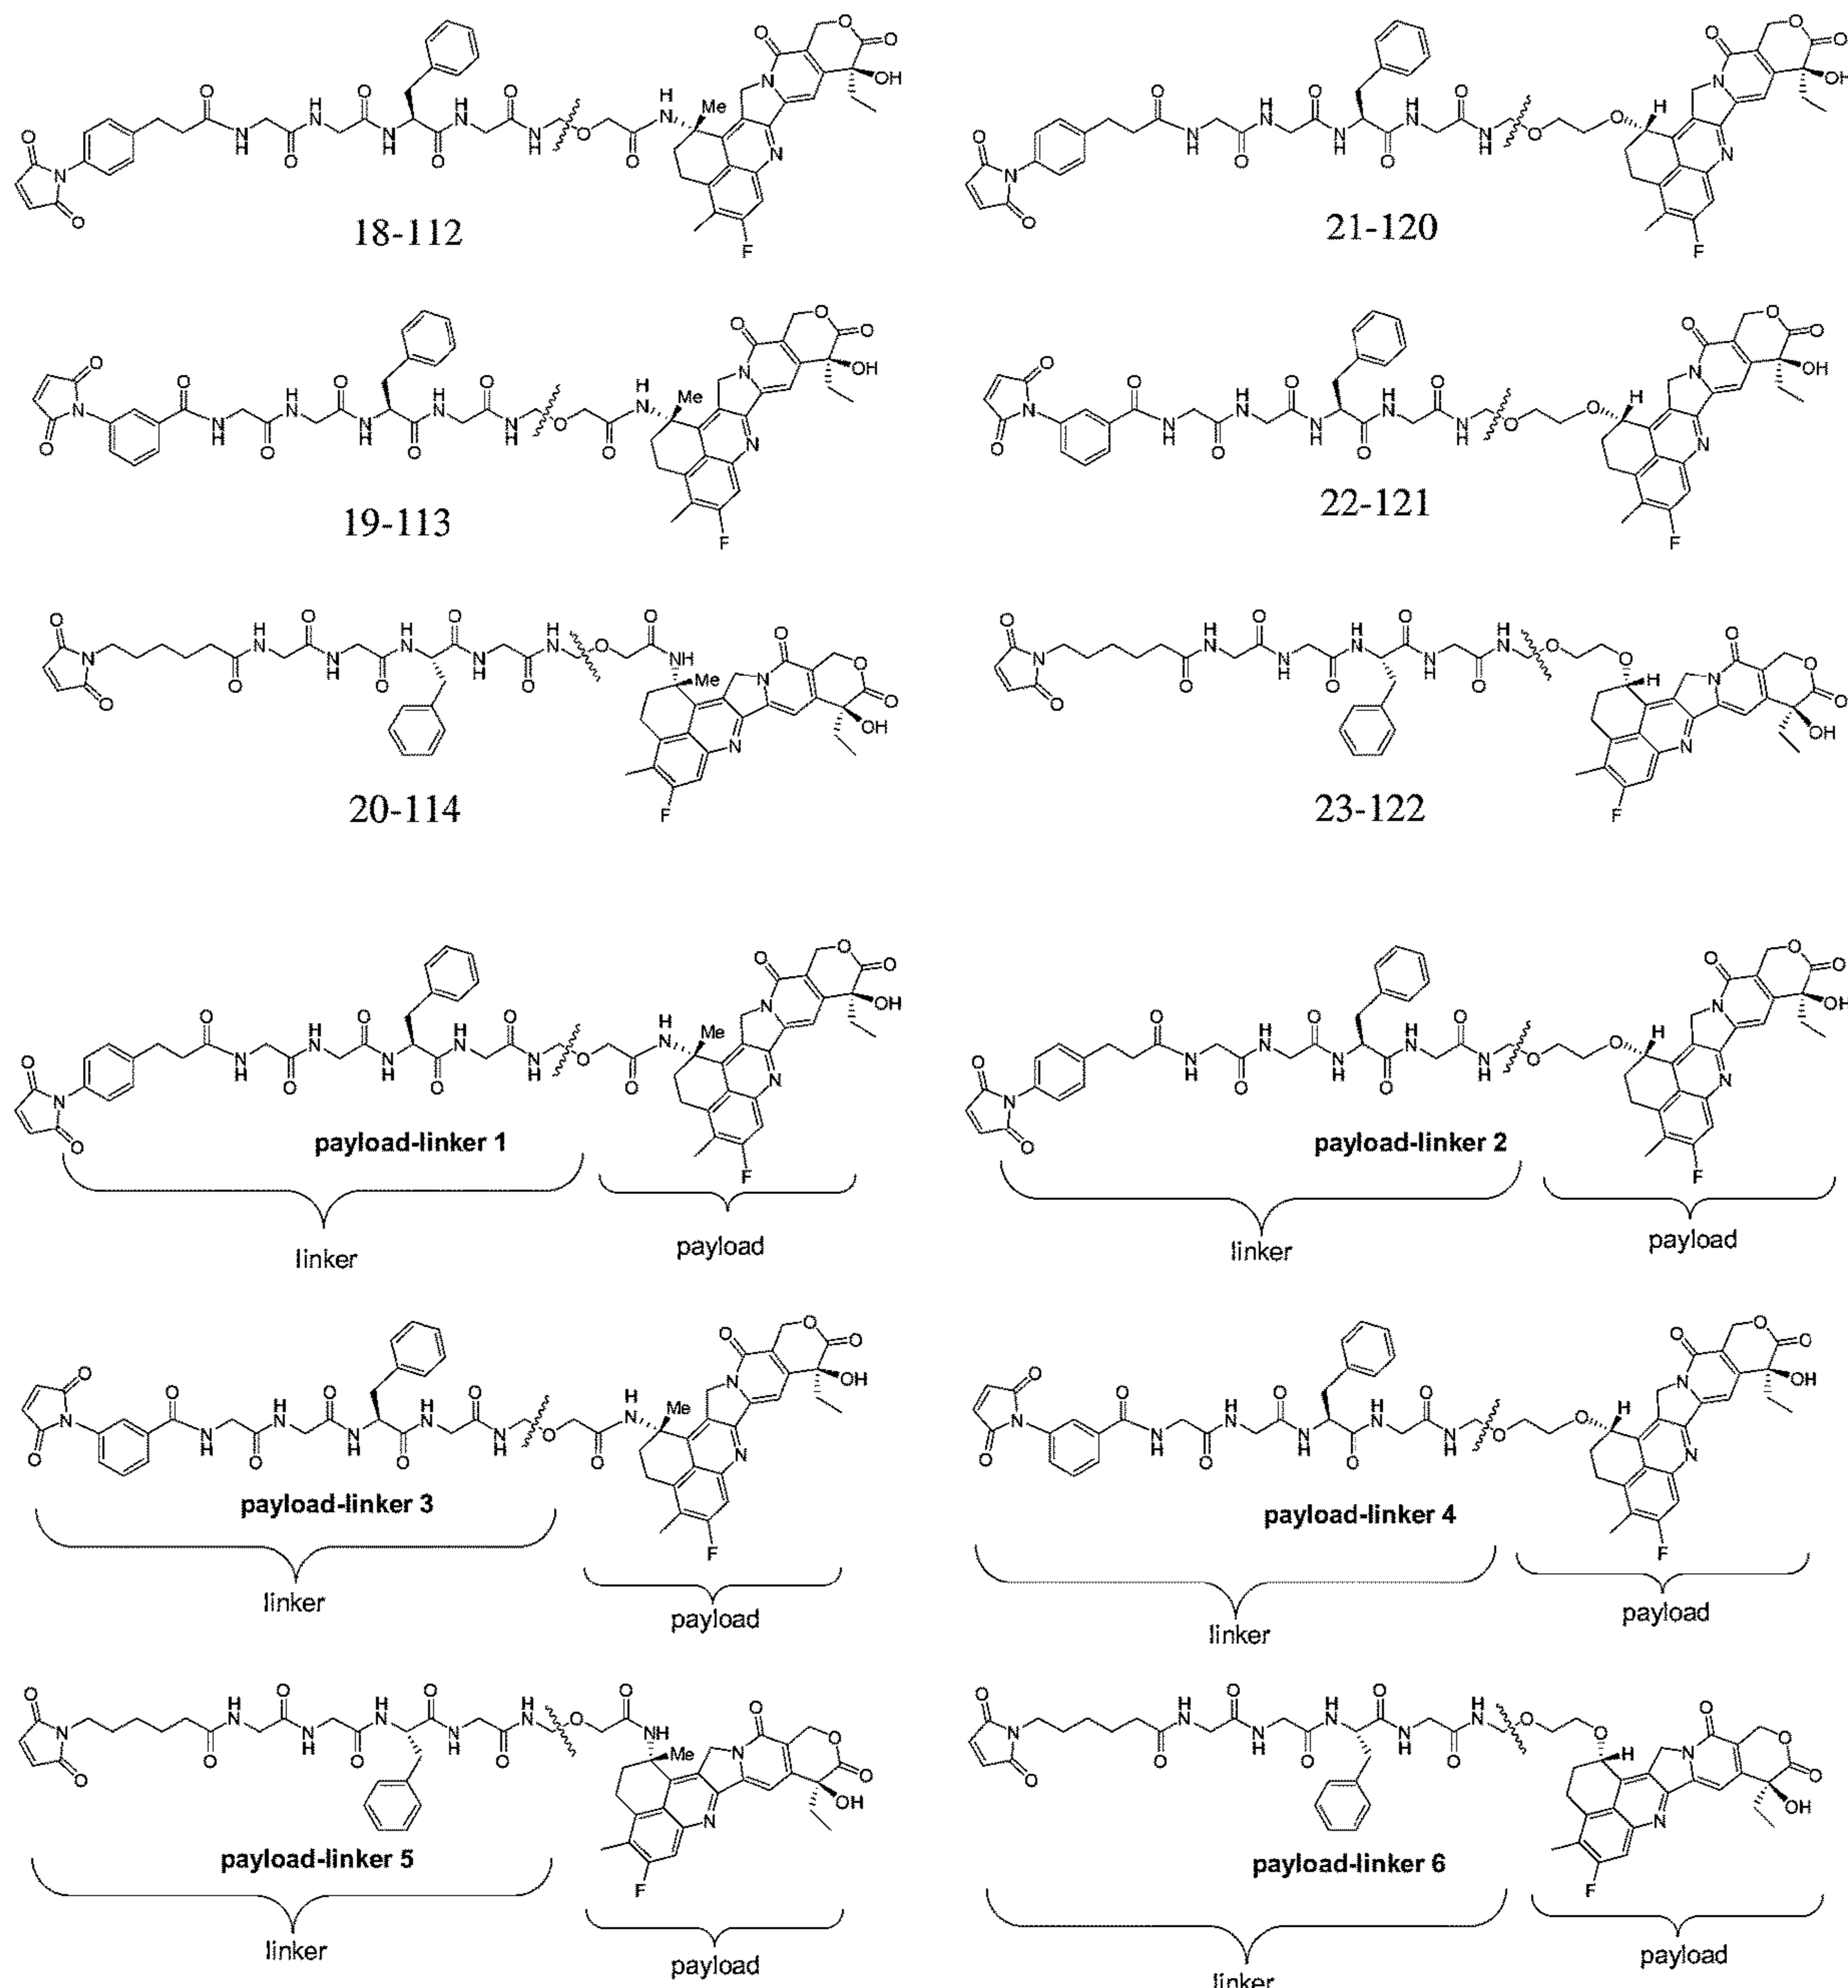 18-112
21-120
19-113
22-121
20-114
23-122
payload-linker 1
linker
payload
payload-linker 2
linker
payload
payload-linker 3
linker
payload
payload-linker 4
linker
payload
payload-linker 5
linker
payload
payload-linker 6
linker
payload